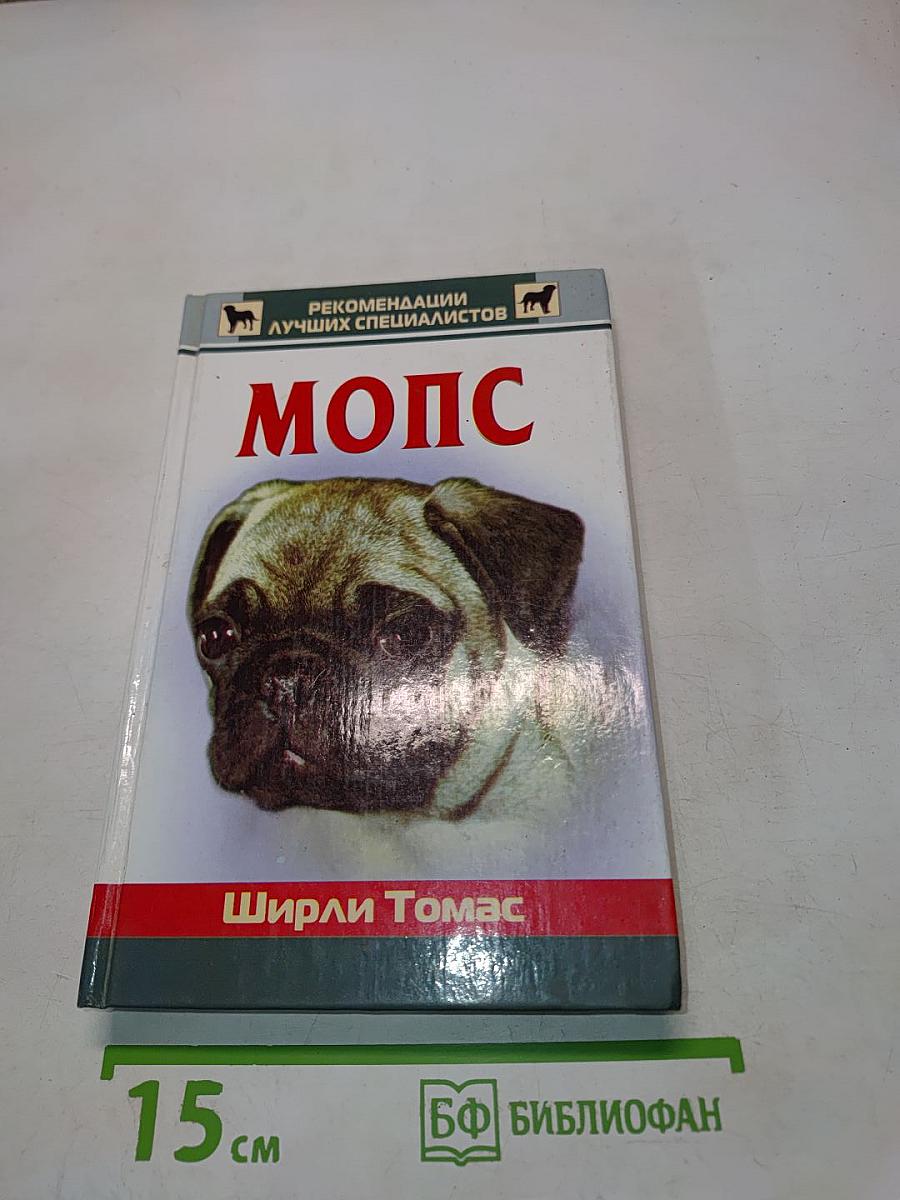 РЕКОМЕНДАЦИИ
ЛУЧШИХ СПЕЦИАЛИСТОВ
МОПС
Ширли Томас
15 см
БФ БИБЛИОФАН